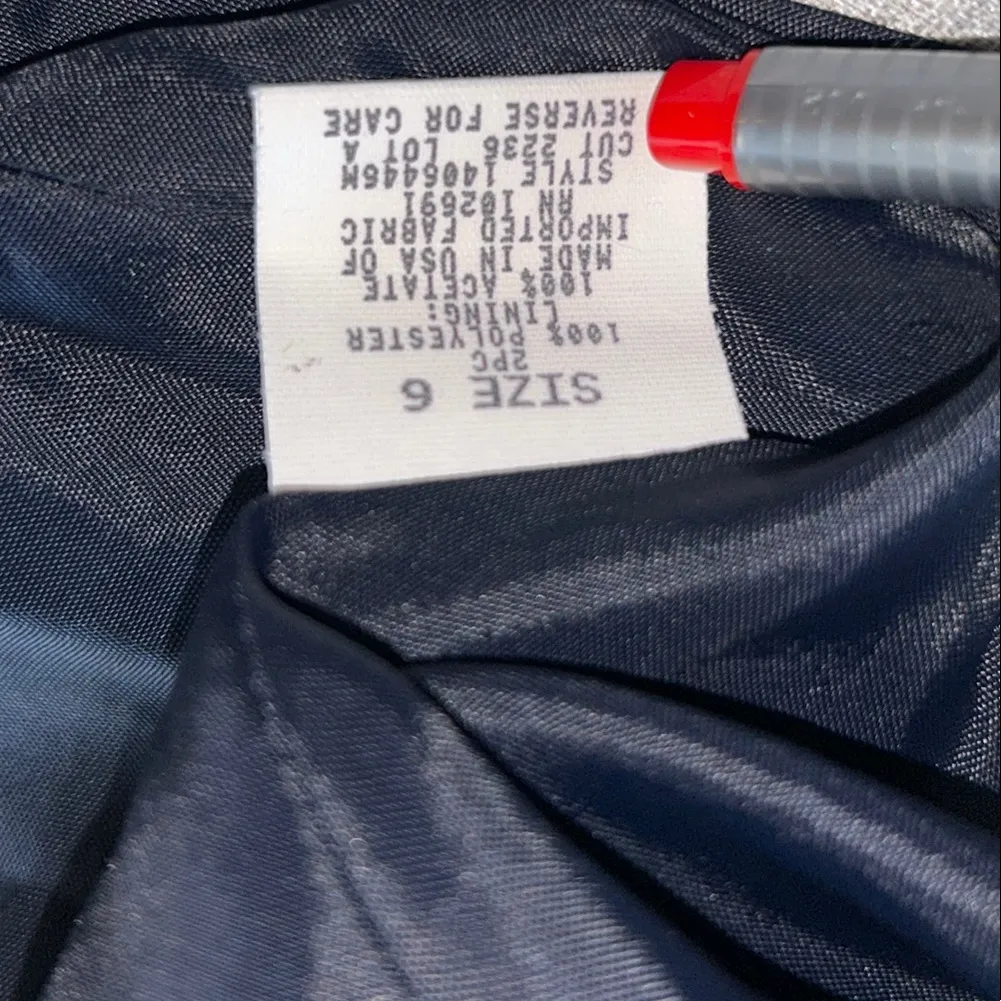 SIZE 6
2PC
100% POLYESTER
LINING:
100% ACETATE
MADE IN USA OF
IMPORTED FABRIC
RN 102691
STYLE 1406446M
CUT 2236 LOT A
REVERSE FOR CARE